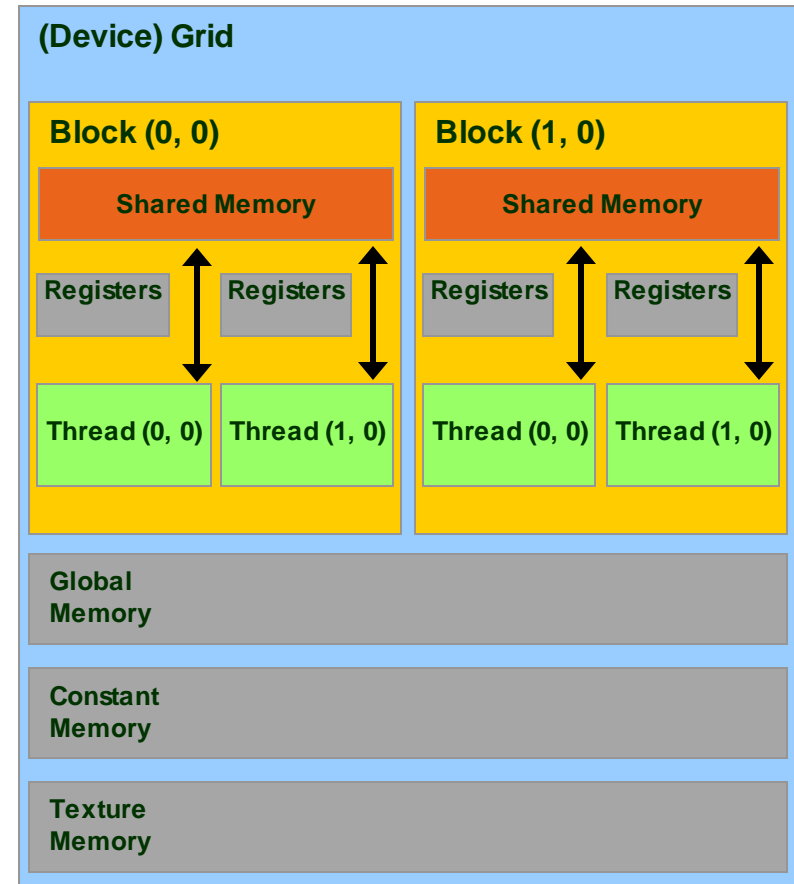 (Device) Grid
Block (0, 0)
Shared Memory
Registers
Registers
Thread (0, 0)
Thread (1, 0)
Block (1, 0)
Shared Memory
Registers
Registers
Thread (0, 0)
Thread (1, 0)
Global
Memory
Constant
Memory
Texture
Memory